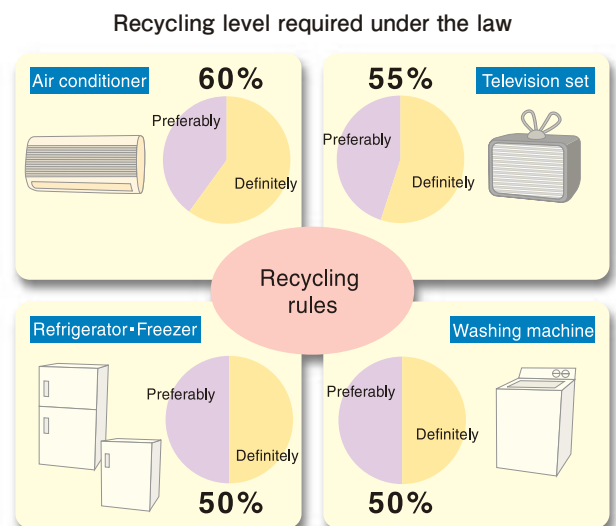 Recycling level required under the law
Air conditioner
60%
Preferably
Definitely
55%
Television set
Preferably
Definitely
Recycling
rules
Refrigerator▪Freezer
Preferably
Definitely
50%
Washing machine
Preferably
Definitely
50%